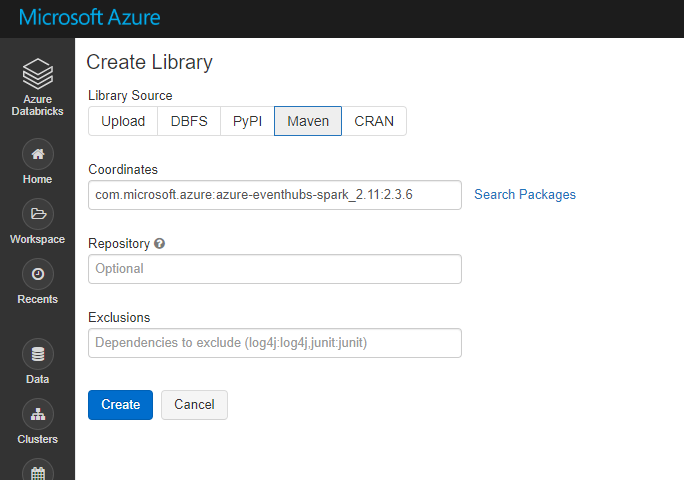 Microsoft Azure
Azure
Databricks
Home
Workspace
Recents
Data
Clusters
Create Library
Library Source
Upload DBFS PyPI Maven CRAN
Coordinates
com.microsoft.azure:azure-eventhubs-spark_2.11:2.3.6 Search Packages
Repository ?
Optional
Exclusions
Dependencies to exclude (log4j:log4j,junit:junit)
Create Cancel